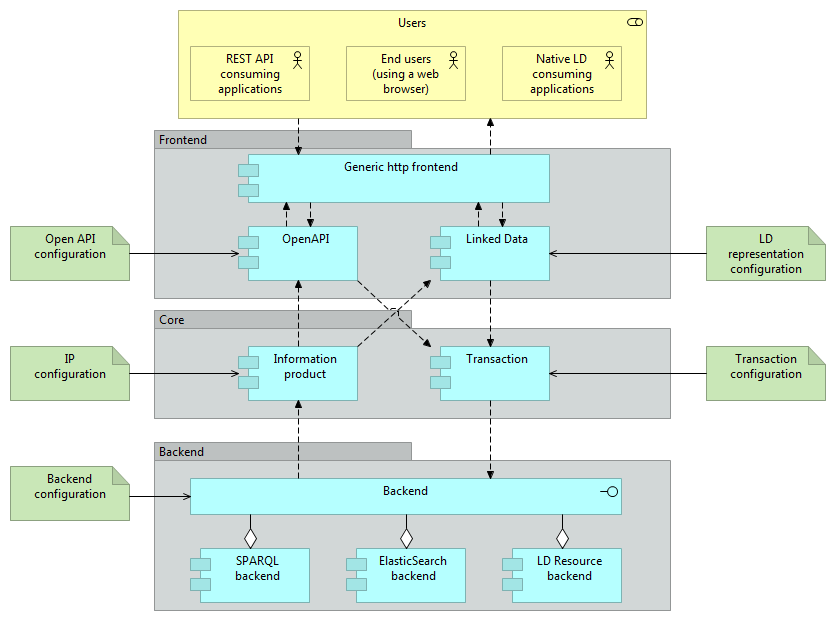 Users
REST API
consuming
applications
End users
(using a web
browser)
Native LD
consuming
applications
Frontend
Generic http frontend
Open API
configuration
OpenAPI
Linked Data
LD
representation
configuration
Core
IP
configuration
Information
product
Transaction
Transaction
configuration
Backend
Backend
configuration
Backend
SPARQL
backend
ElasticSearch
backend
LD Resource
backend